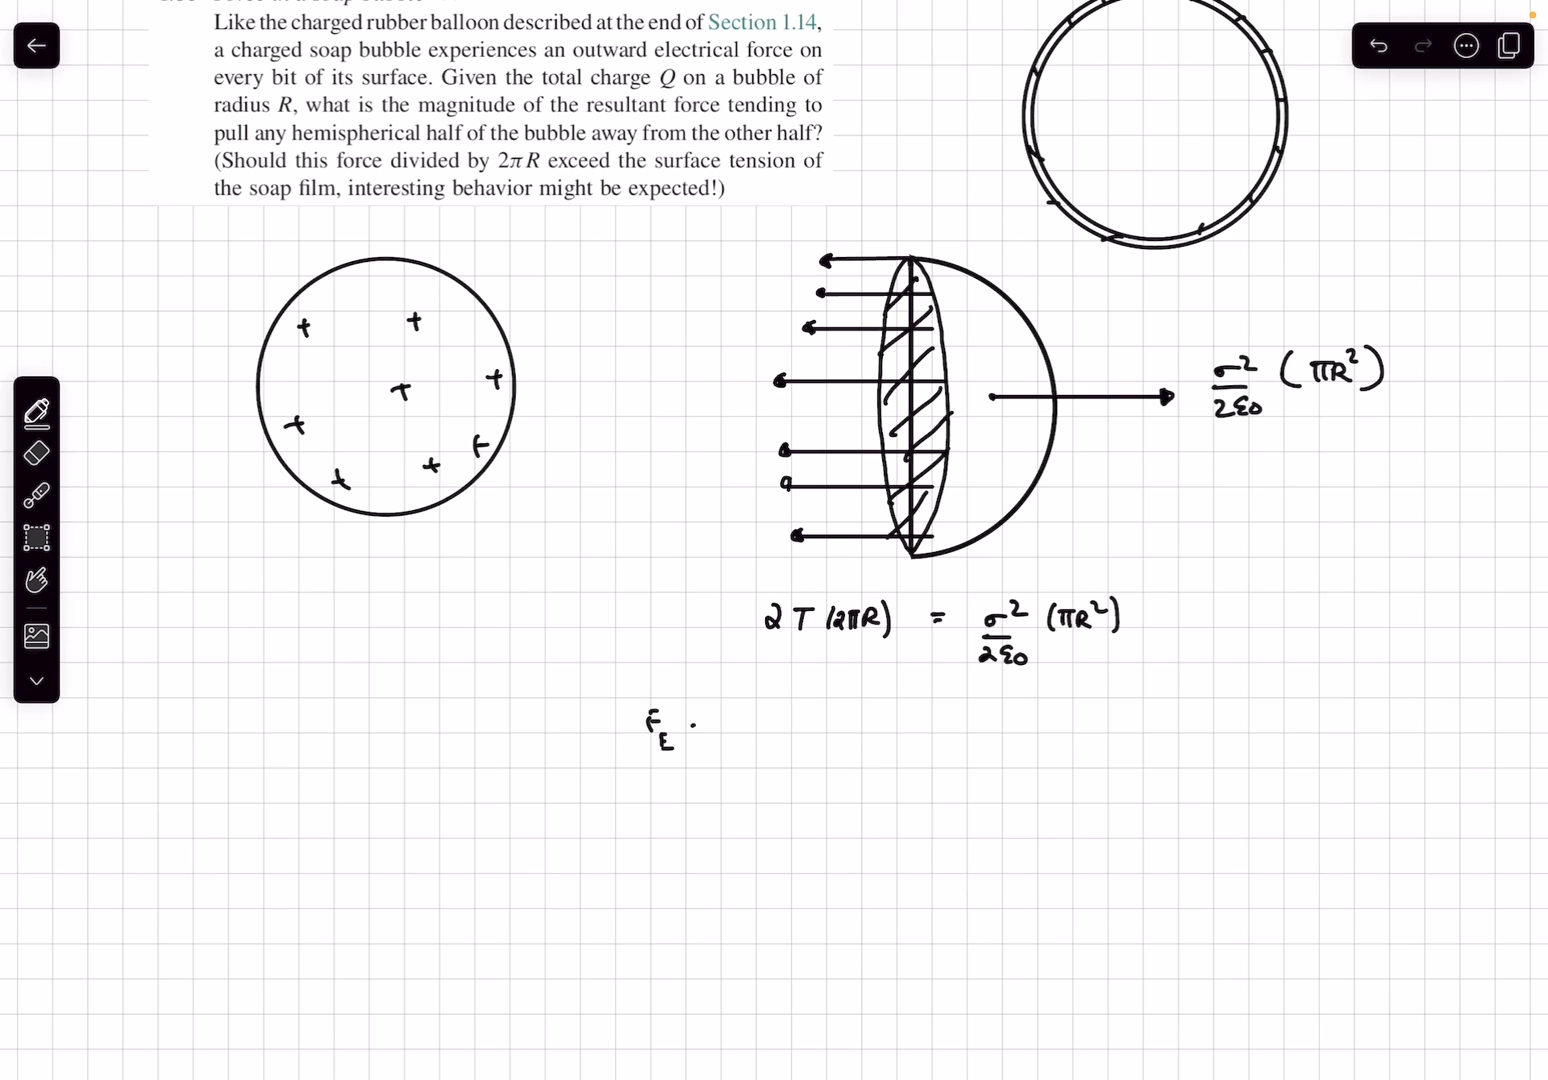 Like the charged rubber balloon described at the end of Section 1.14,
a charged soap bubble experiences an outward electrical force on
every bit of its surface. Given the total charge Q on a bubble of
radius R, what is the magnitude of the resultant force tending to
pull any hemispherical half of the bubble away from the other half?
(Should this force divided by 2πR exceed the surface tension of
the soap film, interesting behavior might be expected!)
+ +
+ +
+
+ +
+
σ²/2ε₀ (πR²)
2T(2πR) = σ²/2ε₀ (πR²)
F_E .